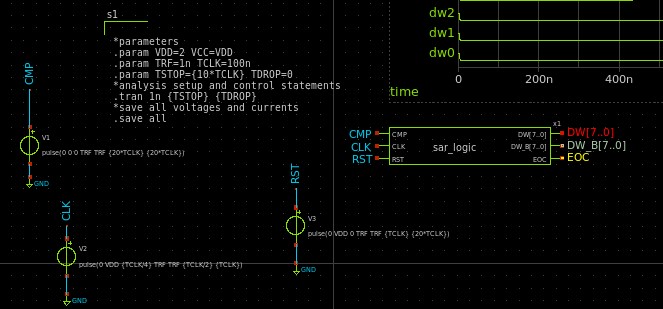 s1
*parameters
.param VDD=2 VCC=VDD
.param TRF=1n TCLK=100n
.param TSTOP={10*TCLK} TDROP=0
*analysis setup and control statements
.tran 1n {TSTOP} {TDROP}
*save all voltages and currents
.save all
dw2
dw1
dw0
0 200n 400n
time
CMP
V1
pulse(0 0 0 TRF TRF {20*TCLK} {20*TCLK})
GND
CLK
V2
pulse(0 VDD {TCLK/4} TRF TRF {TCLK/2} {TCLK})
GND
RST
V3
pulse(0 VDD 0 TRF TRF {TCLK} {20*TCLK})
GND
x1
CMP CMP DW[7..0] DW[7..0]
CLK CLK sar_logic DW_B[7..0] DW_B[7..0]
RST RST EOC EOC